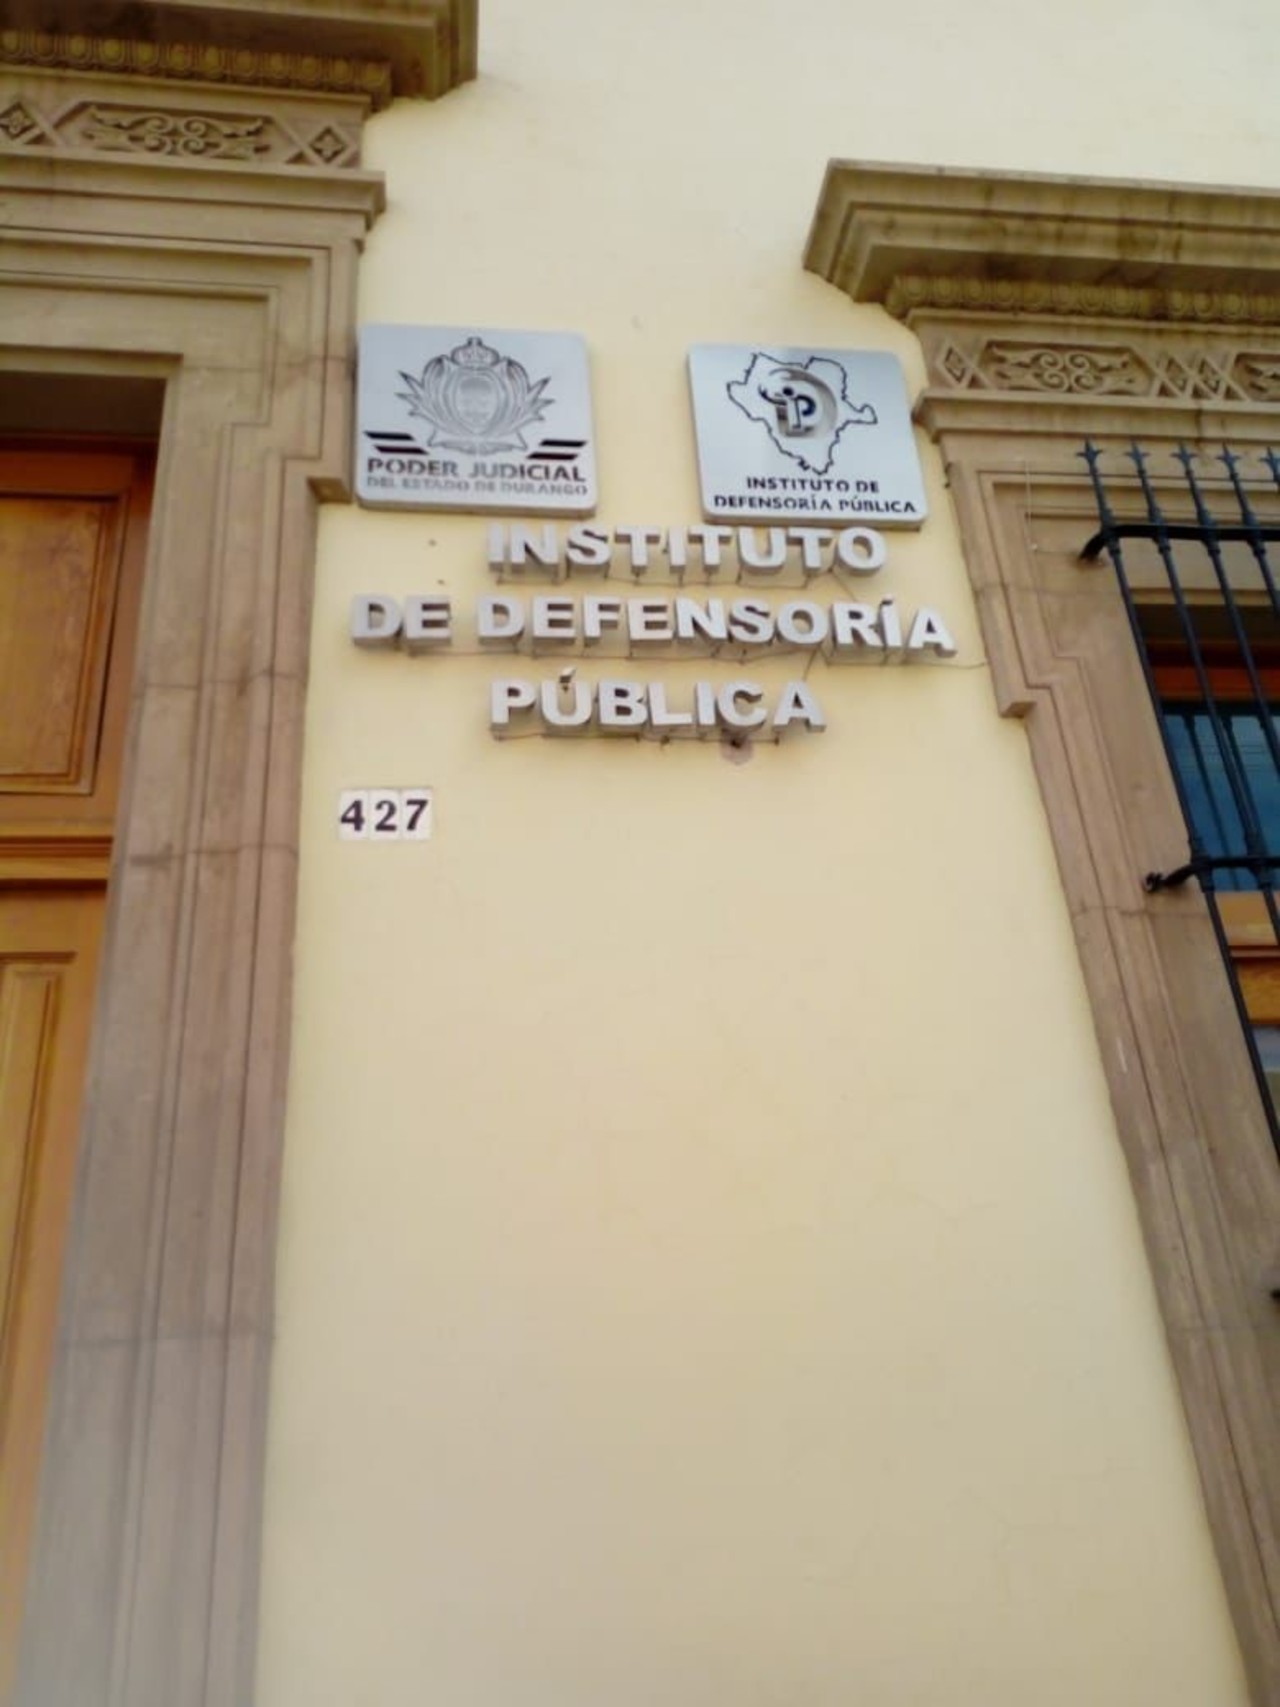 PODER JUDICIAL
DEL ESTADO DE DURANGO
INSTITUTO DE
DEFENSORÍA PÚBLICA
INSTITUTO
DE DEFENSORÍA
PÚBLICA
427